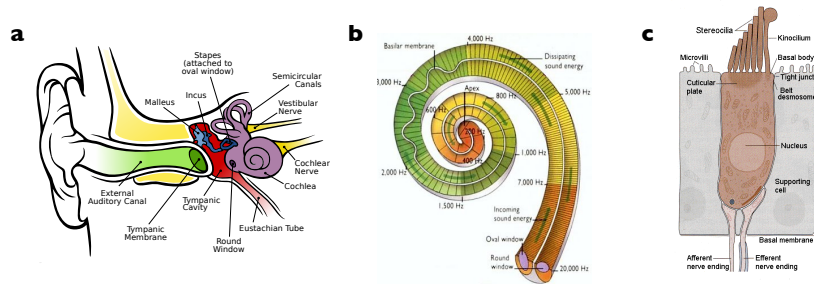 a
Stapes
(attached to
oval window)
Semicircular
Canals
Incus
Malleus
Vestibular
Nerve
Cochlear
Nerve
Cochlea
External
Auditory Canal
Tympanic
Cavity
Eustachian Tube
Tympanic
Membrane
Round
Window
b
4,000 Hz
Basilar membrane
Dissipating
sound energy
3,000 Hz
Apex
5,000 Hz
600 Hz
800 Hz
200 Hz
400 Hz
1,000 Hz
2,000 Hz
7,000 Hz
1,500 Hz
Incoming
sound energy
Oval window
Round
window
20,000 Hz
c
Stereocilia
Kinocilium
Microvilli
Basal body
Tight junct
Cuticular
plate
Belt
desmosome
Nucleus
Supporting
cell
Basal membrane
Afferent
nerve ending
Efferent
nerve ending